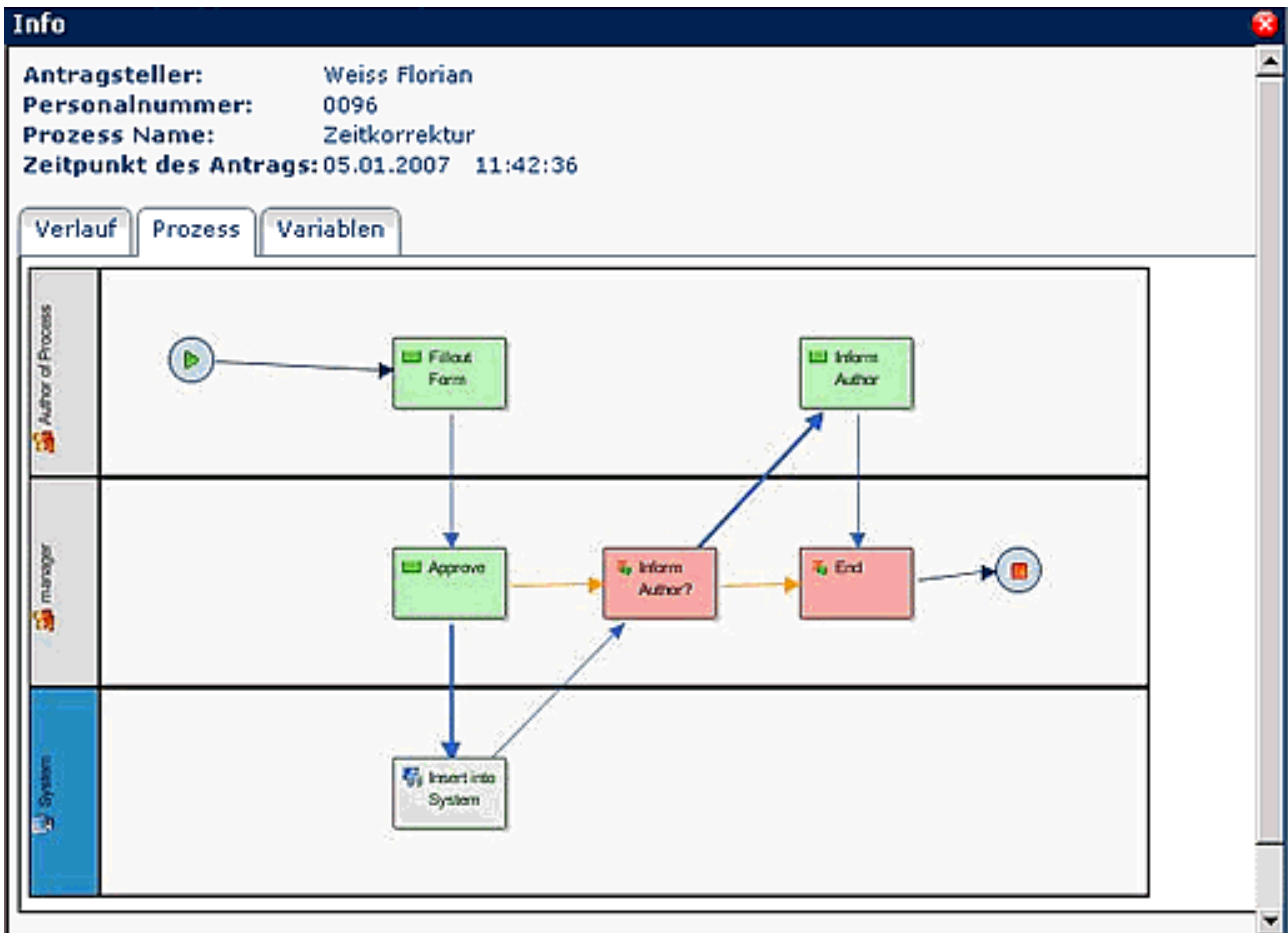 Info
Antragsteller: Weiss Florian
Personalnummer: 0096
Prozess Name: Zeitkorrektur
Zeitpunkt des Antrags: 05.01.2007 11:42:36
Verlauf Prozess Variablen
Author of Process
Fillout
Form
Inform
Author
manager
Approve
Inform
Author?
End
System
Insert into
System